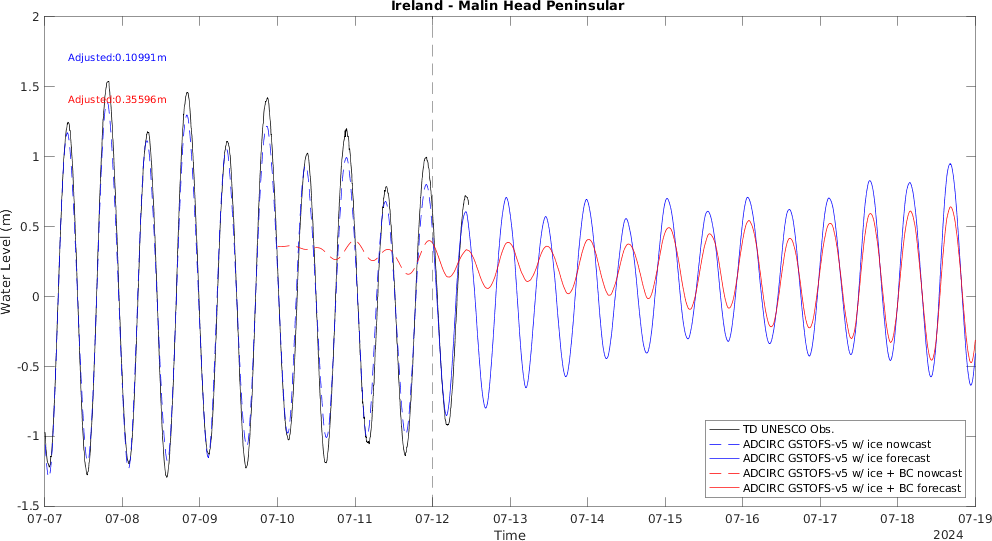 Ireland - Malin Head Peninsular
Water Level (m)
2
1.5
1
0.5
0
-0.5
-1
-1.5
Adjusted:0.10991m
Adjusted:0.35596m
TD UNESCO Obs.
ADCIRC GSTOFS-v5 w/ ice nowcast
ADCIRC GSTOFS-v5 w/ ice forecast
ADCIRC GSTOFS-v5 w/ ice + BC nowcast
ADCIRC GSTOFS-v5 w/ ice + BC forecast
07-07 07-08 07-09 07-10 07-11 07-12 07-13 07-14 07-15 07-16 07-17 07-18 07-19
Time
2024